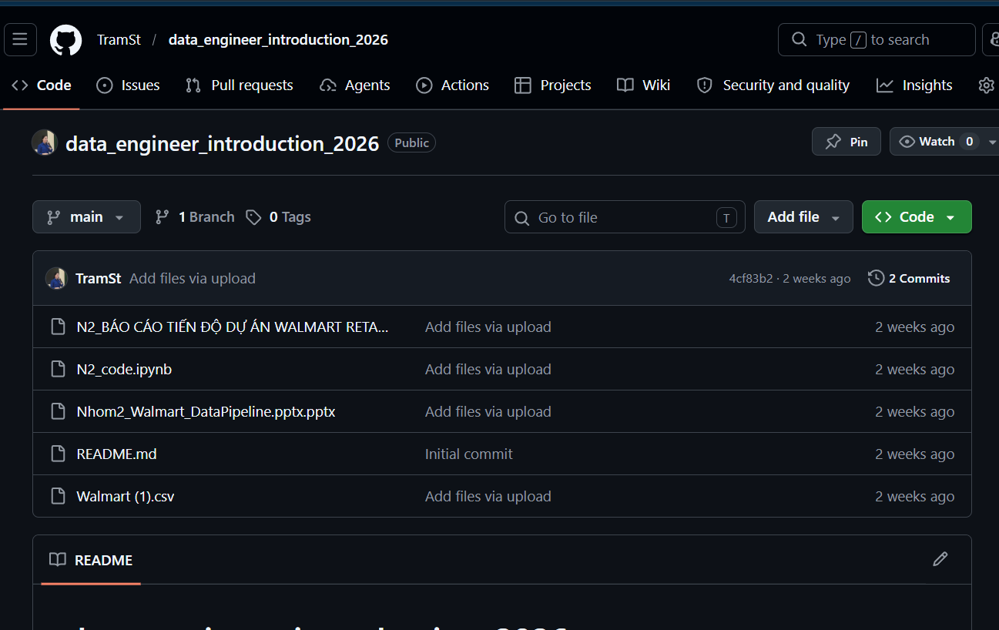 TramSt / data_engineer_introduction_2026
Type / to search
Code Issues Pull requests Agents Actions Projects Wiki Security and quality Insights
data_engineer_introduction_2026 Public
Pin Watch 0
main 1 Branch 0 Tags Go to file T Add file Code
TramSt Add files via upload 4cf83b2 · 2 weeks ago 2 Commits
N2_BÁO CÁO TIẾN ĐỘ DỰ ÁN WALMART RETA... Add files via upload 2 weeks ago
N2_code.ipynb Add files via upload 2 weeks ago
Nhom2_Walmart_DataPipeline.pptx.pptx Add files via upload 2 weeks ago
README.md Initial commit 2 weeks ago
Walmart (1).csv Add files via upload 2 weeks ago
README